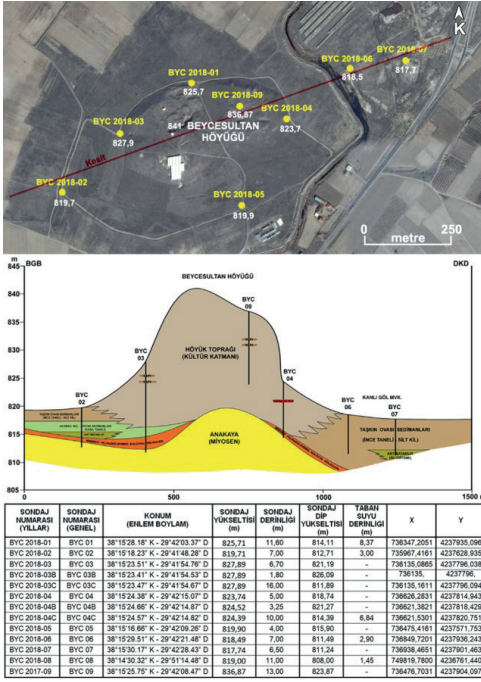 K
BYC 2018-07
817,7
BYC 2018-06
818,5
BYC 2018-01
825,7
BYC 2018-09
836,87
BYC 2018-04
823,7
841 BEYCESULTAN
HÖYÜĞÜ
BYC 2018-03
827,9
Kesit
BYC 2018-02
819,7
BYC 2018-05
819,9
0 250
metre
m BGB DKD
845
840
835
830
825
820
815
810
805
BEYCESULTAN HÖYÜĞÜ
BYC
09
BYC
03
HÖYÜK TOPRAĞI
(KÜLTÜR KATMANI)
BYC
04
BYC
02
KANLI GÖL MVK.
BYC
06
BYC
07
TAŞKIN OVASI SEDİMANLARI
(İNCE TANELİ - SİLT KİL)
TAŞKIN OVASI SEDİMANLARI
(İNCE TANELİ - SİLT KİL)
ANAKAYA
(MİYOSEN)
0 500 1000 1500 m
SONDAJ NUMARASI (YILLAR) SONDAJ NUMARASI (GENEL) KONUM (ENLEM BOYLAM) SONDAJ YÜKSELTİSİ (m) SONDAJ DERİNLİĞİ (m) SONDAJ DİP YÜKSELTİSİ (m) TABAN SUYU DERİNLİĞİ (m) X Y
BYC 2018-01 BYC 01 38°15'28.18" K - 29°42'03.37" D 825,71 11,60 814,11 8,37 736347,2051 4237935,096
BYC 2018-02 BYC 02 38°15'18.23" K - 29°41'48.28" D 819,71 7,00 812,71 3,00 735967,4161 4237628,935
BYC 2018-03 BYC 03 38°15'23.51" K - 29°41'54.76" D 827,89 6,70 821,19 - 736135,0865 4237796,038
BYC 2018-03B BYC 03B 38°15'23.41" K - 29°41'54.53" D 827,89 1,80 826,09 - 736135, 4237796,
BYC 2018-03C BYC 03C 38°15'23.47" K - 29°41'54.67" D 827,89 16,00 811,89 - 736135,1611 4237796,094
BYC 2018-04 BYC 04 38°15'24.38" K - 29°42'15.07" D 823,74 5,00 818,74 - 736626,2831 4237814,943
BYC 2018-04B BYC 04B 38°15'24.66" K - 29°42'14.87" D 824,52 3,25 821,27 - 736621,3821 4237818,429
BYC 2018-04C BYC 04C 38°15'24.57" K - 29°42'14.82" D 824,39 10,00 814,39 6,84 736621,5301 4237820,751
BYC 2018-05 BYC 05 38°15'16.66" K - 29°42'09.26" D 819,90 4,00 815,90 - 736475,4161 4237571,753
BYC 2018-06 BYC 06 38°15'29.51" K - 29°42'21.48" D 818,49 7,00 811,49 2,90 736849,7201 4237936,243
BYC 2018-07 BYC 07 38°15'30.17" K - 29°42'28.43" D 817,74 6,50 811,24 - 736938,4651 4237901,463
BYC 2018-08 BYC 08 38°14'30.32" K - 29°51'14.48" D 819,00 11,00 808,00 1,45 749819,7800 4236761,440
BYC 2017-09 BYC 09 38°15'25.75" K - 29°42'08.47" D 836,87 13,00 823,87 - 736476,7031 4237904,097